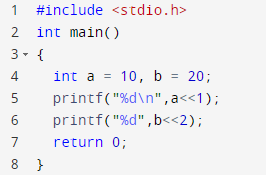 1 #include <stdio.h>
2 int main()
3 {
4 int a = 10, b = 20;
5 printf("%d\n",a<<1);
6 printf("%d",b<<2);
7 return 0;
8 }